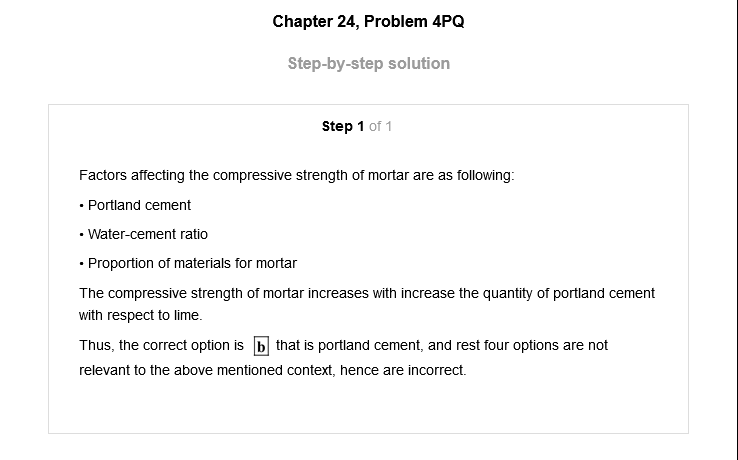 Chapter 24, Problem 4PQ
Step-by-step solution
Step 1 of 1
Factors affecting the compressive strength of mortar are as following:
• Portland cement
• Water-cement ratio
• Proportion of materials for mortar
The compressive strength of mortar increases with increase the quantity of portland cement
with respect to lime.
Thus, the correct option is b that is portland cement, and rest four options are not
relevant to the above mentioned context, hence are incorrect.